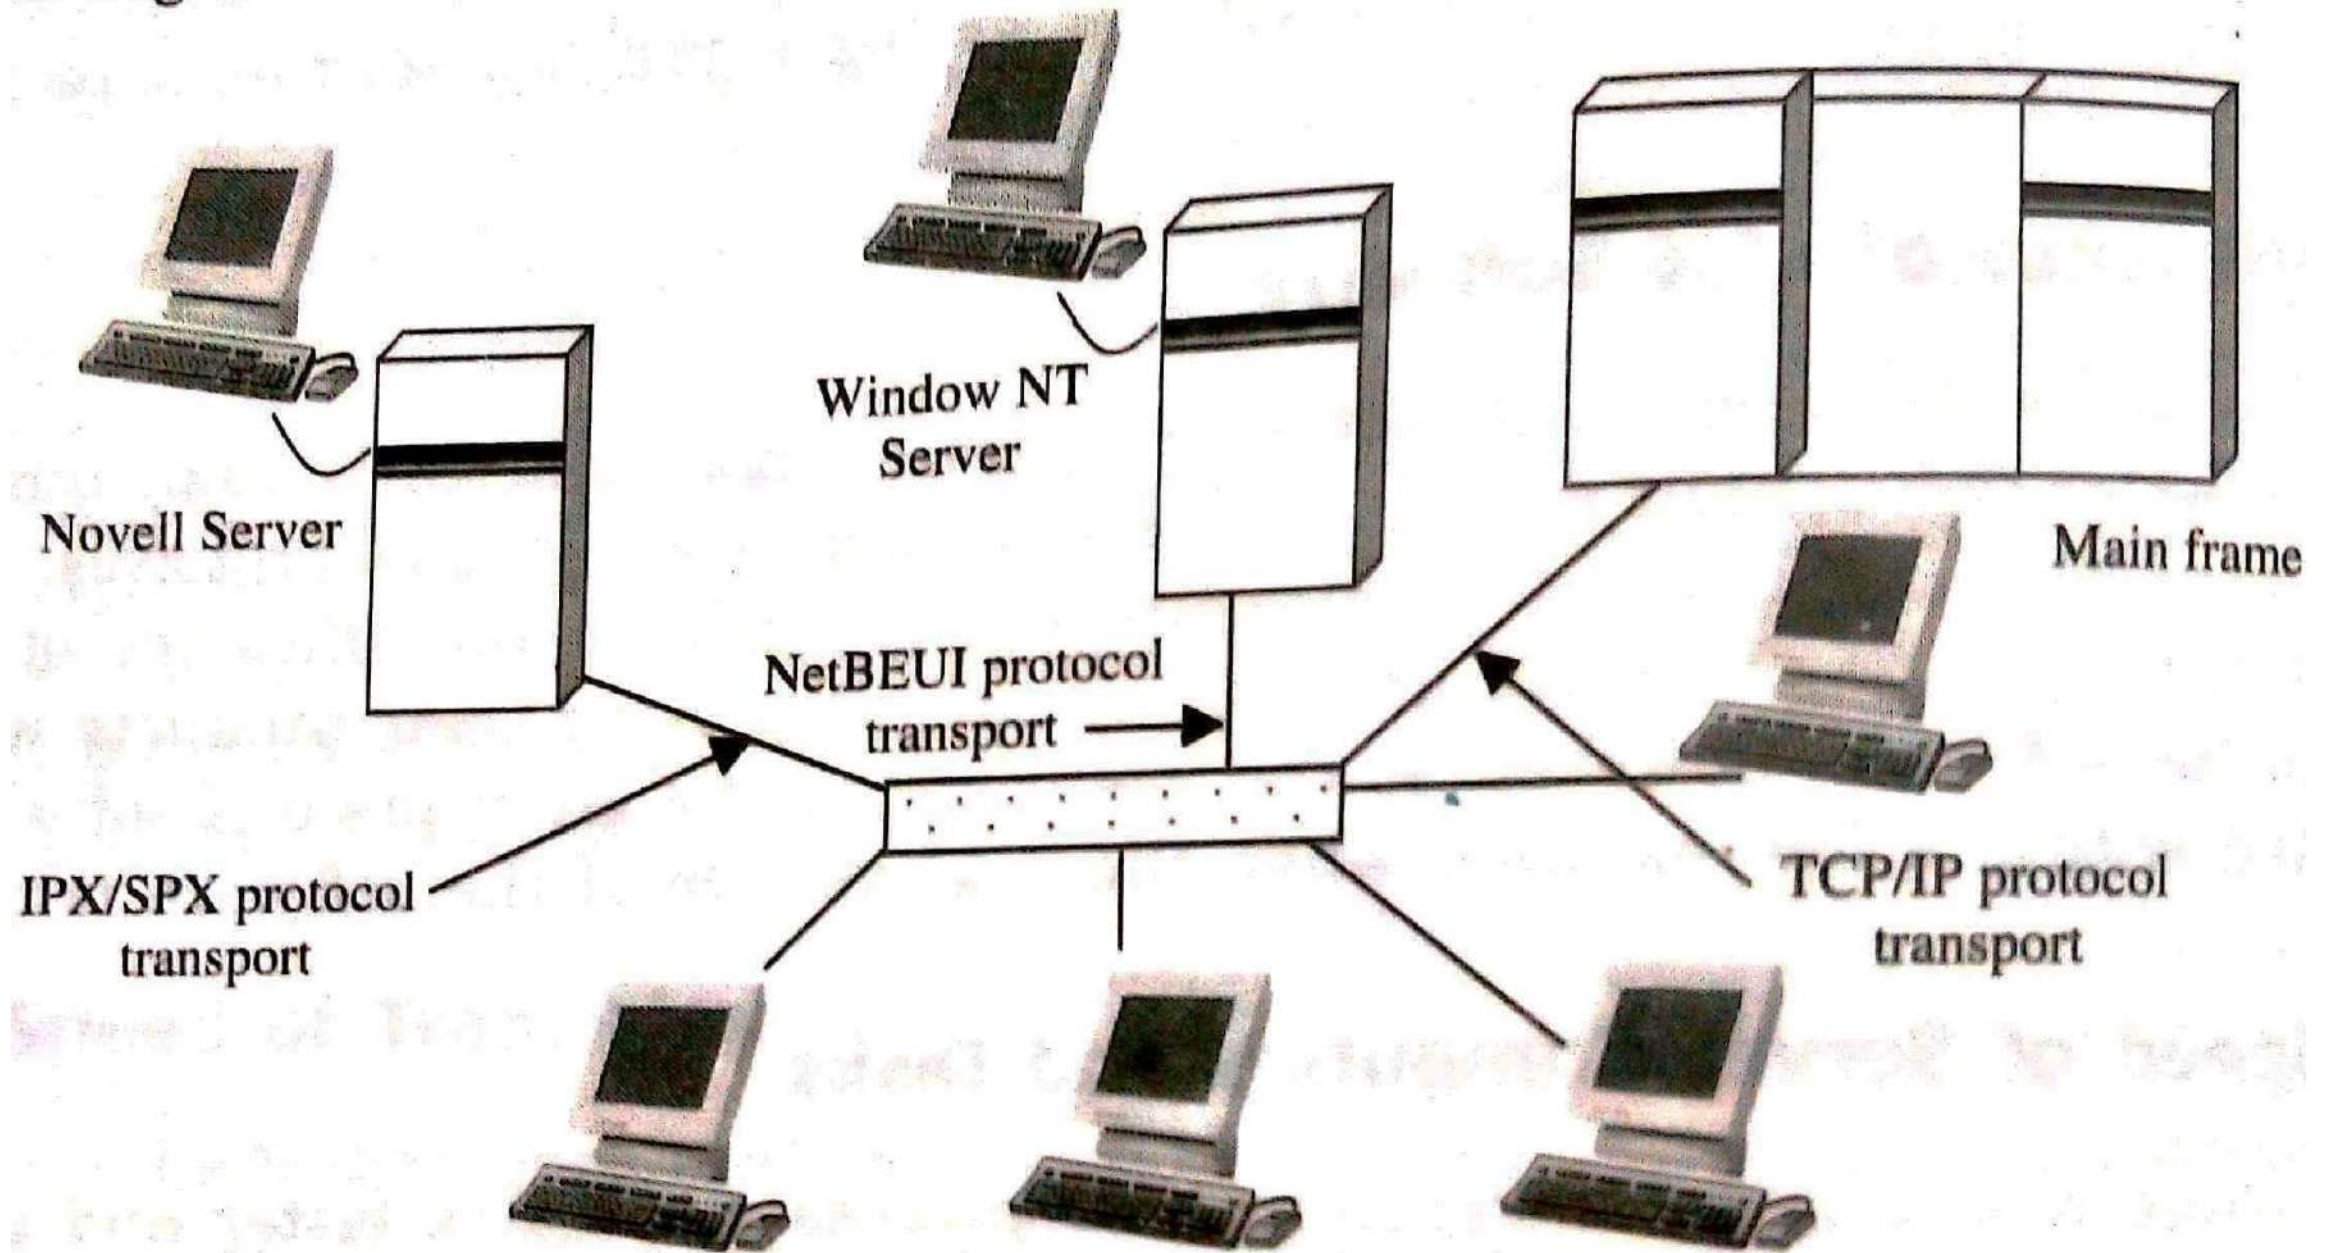 Window NT
Server
Novell Server
Main frame
NetBEUI protocol
transport
IPX/SPX protocol
transport
TCP/IP protocol
transport